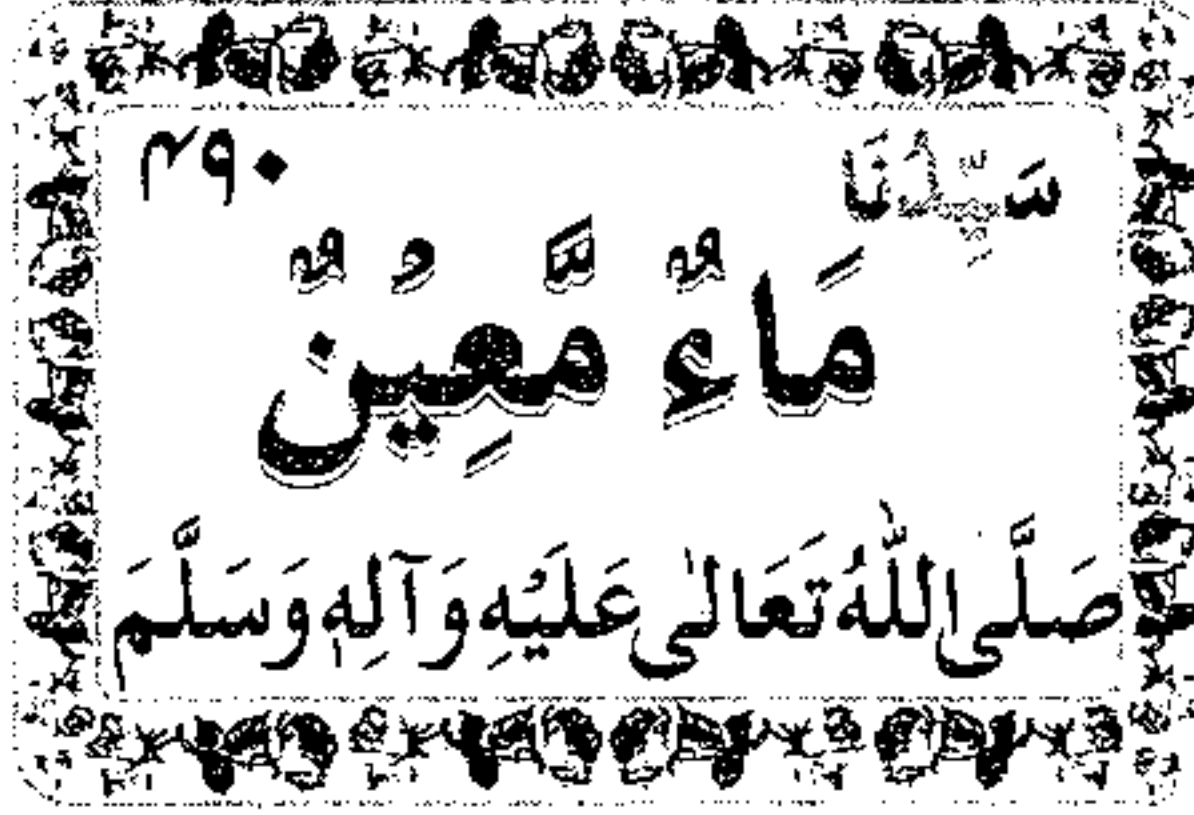 سَيِّدُنَا ۴۹۰
مَاءٌ مَّعِيْنٌ
صَلَّى اللّٰهُ تَعَالٰى عَلَيْهِ وَآلِهٖ وَسَلَّمَ